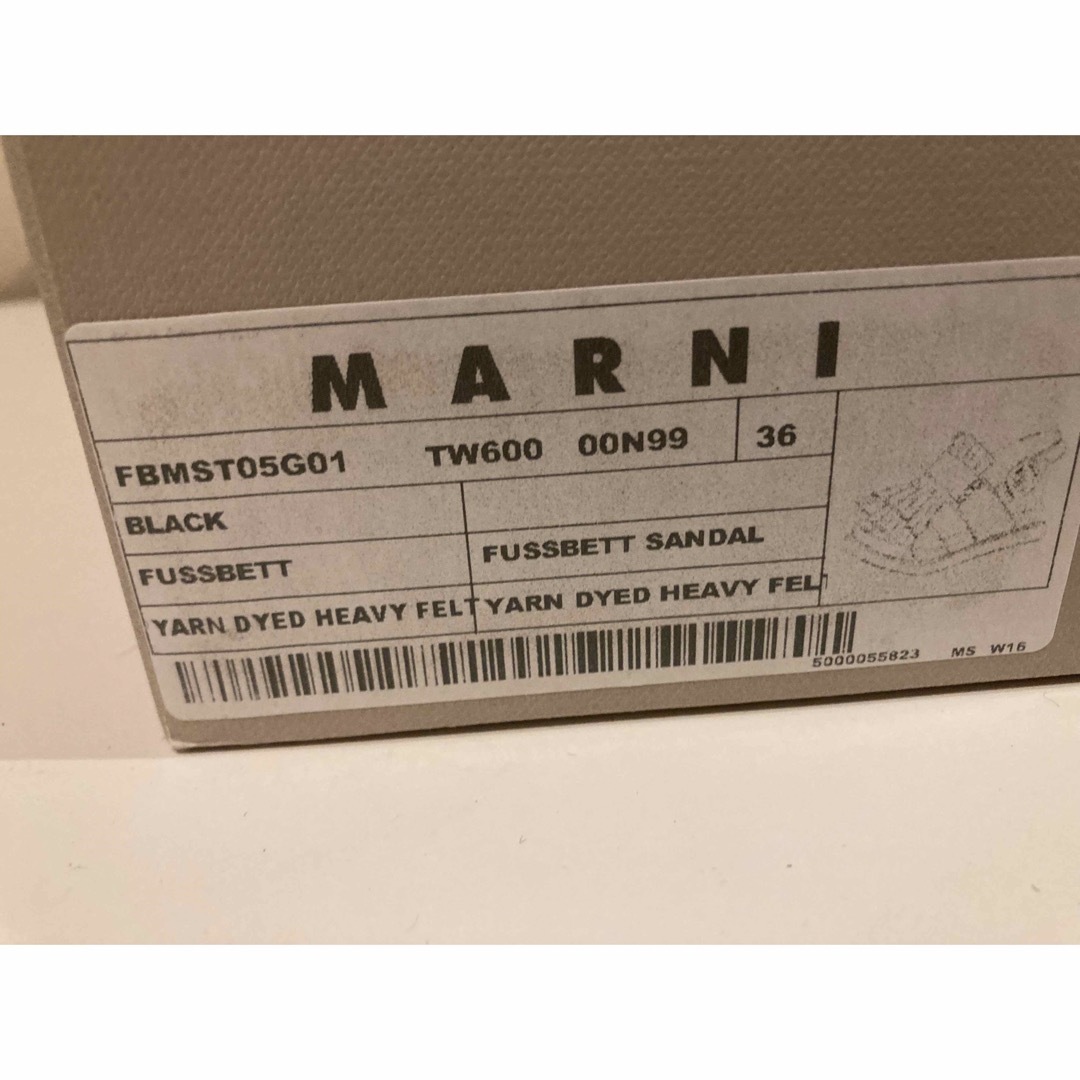 MARNI
FBMST05G01 TW600 00N99 36
BLACK
FUSSBETT FUSSBETT SANDAL
YARN DYED HEAVY FELT YARN DYED HEAVY FEL
5000055823 MS W16